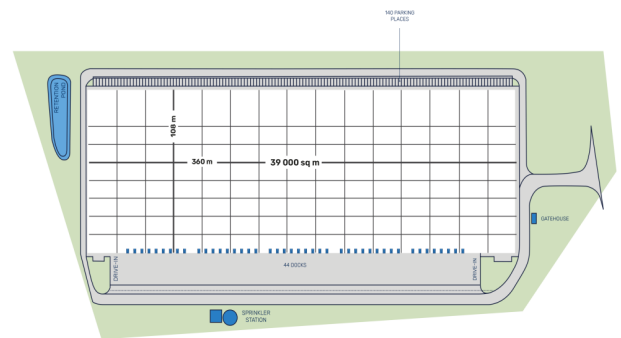 140 PARKING
PLACES
RETENTION
POND
108 m
360 m
39 000 sq m
GATEHOUSE
DRIVE-IN
44 DOCKS
DRIVE-IN
SPRINKLER
STATION